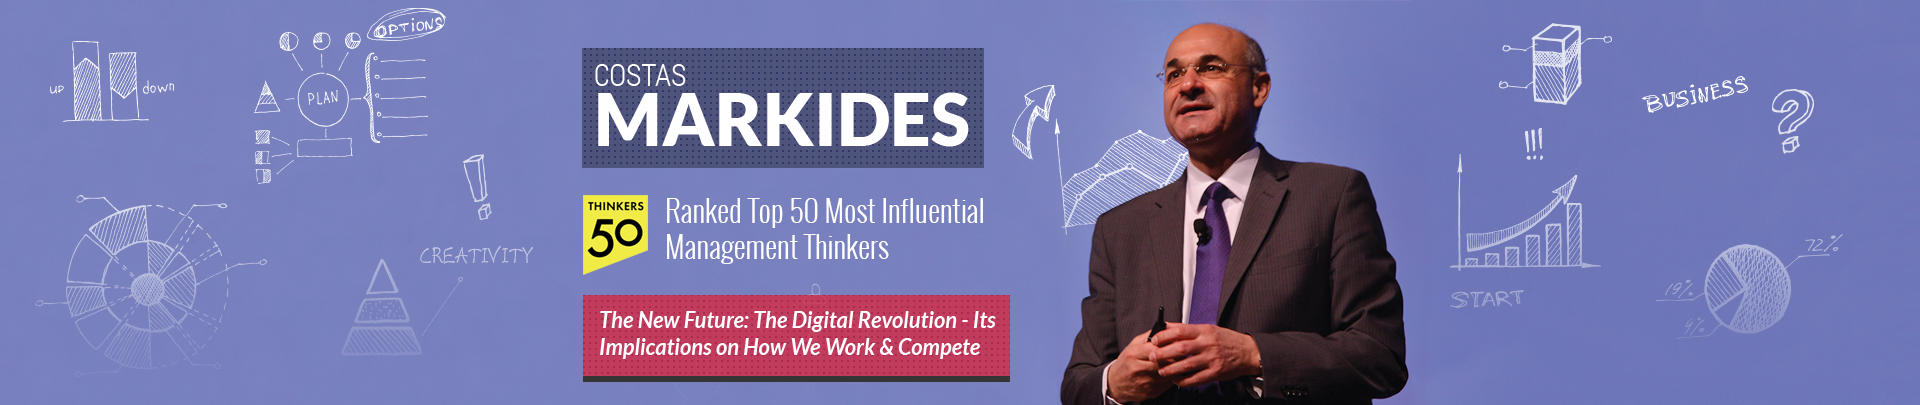 OPTIONS
up
down
PLAN
CREATIVITY
COSTAS
MARKIDES
THINKERS
50
Ranked Top 50 Most Influential
Management Thinkers
The New Future: The Digital Revolution - Its
Implications on How We Work & Compete
BUSINESS
?
!!!
!
START
72%
19%
9%